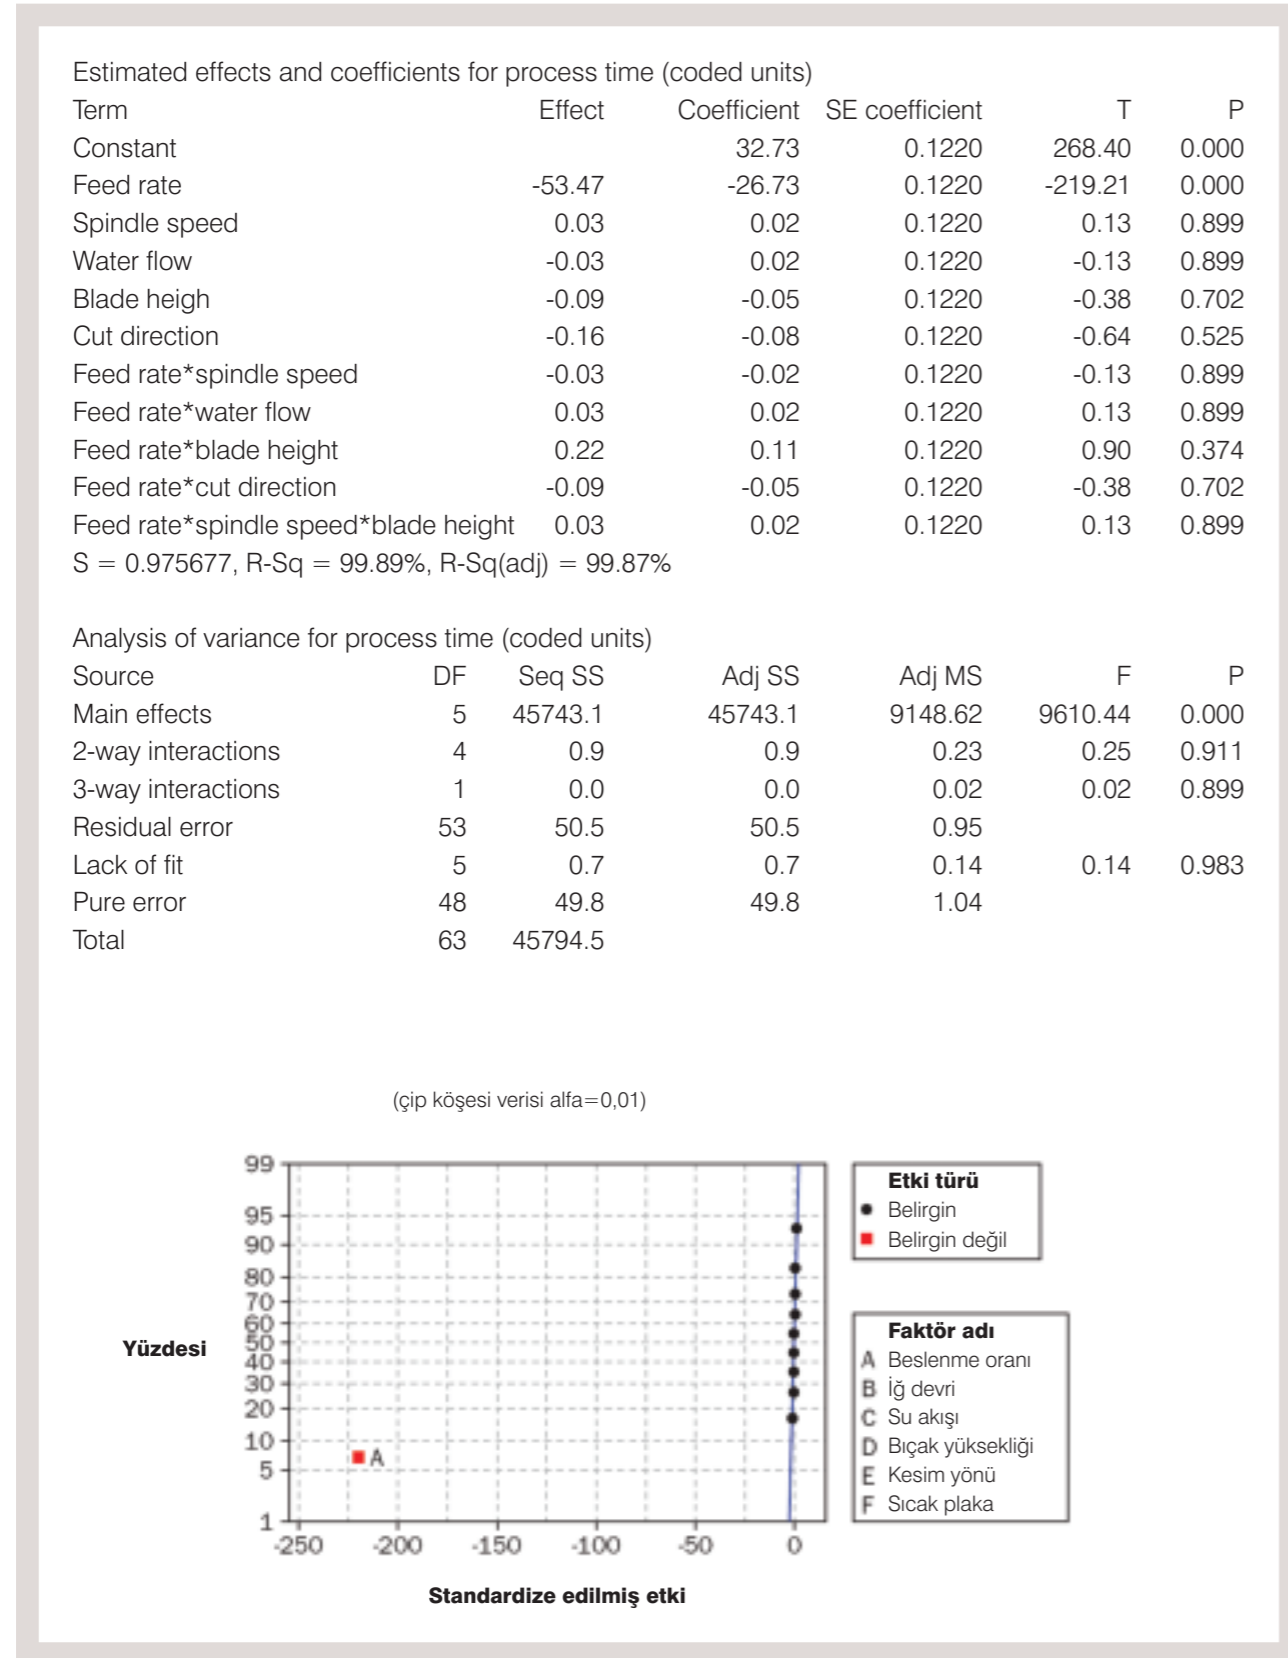 Estimated effects and coefficients for process time (coded units)
Term Effect Coefficient SE coefficient T P
Constant 32.73 0.1220 268.40 0.000
Feed rate -53.47 -26.73 0.1220 -219.21 0.000
Spindle speed 0.03 0.02 0.1220 0.13 0.899
Water flow -0.03 0.02 0.1220 -0.13 0.899
Blade heigh -0.09 -0.05 0.1220 -0.38 0.702
Cut direction -0.16 -0.08 0.1220 -0.64 0.525
Feed rate*spindle speed -0.03 -0.02 0.1220 -0.13 0.899
Feed rate*water flow 0.03 0.02 0.1220 0.13 0.899
Feed rate*blade height 0.22 0.11 0.1220 0.90 0.374
Feed rate*cut direction -0.09 -0.05 0.1220 -0.38 0.702
Feed rate*spindle speed*blade height 0.03 0.02 0.1220 0.13 0.899
S = 0.975677, R-Sq = 99.89%, R-Sq(adj) = 99.87%
Analysis of variance for process time (coded units)
Source DF Seq SS Adj SS Adj MS F P
Main effects 5 45743.1 45743.1 9148.62 9610.44 0.000
2-way interactions 4 0.9 0.9 0.23 0.25 0.911
3-way interactions 1 0.0 0.0 0.02 0.02 0.899
Residual error 53 50.5 50.5 0.95
Lack of fit 5 0.7 0.7 0.14 0.14 0.983
Pure error 48 49.8 49.8 1.04
Total 63 45794.5
(çip köşesi verisi alfa=0,01)
99
95
90
80
70
60
50
40
30
20
10
5
1
Yüzdesi
A
-250 -200 -150 -100 -50 0
Standardize edilmiş etki
Etki türü
Belirgin
Belirgin değil
Faktör adı
A Beslenme oranı
B İğ devri
C Su akışı
D Bıçak yüksekliği
E Kesim yönü
F Sıcak plaka